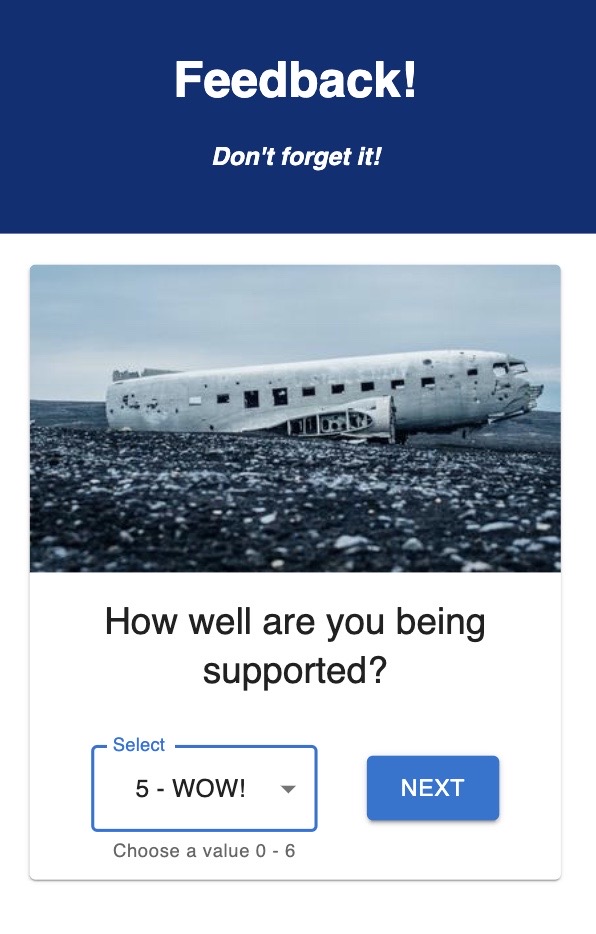 Feedback!
Don't forget it!
How well are you being
supported?
Select
5 - WOW!
NEXT
Choose a value 0 - 6